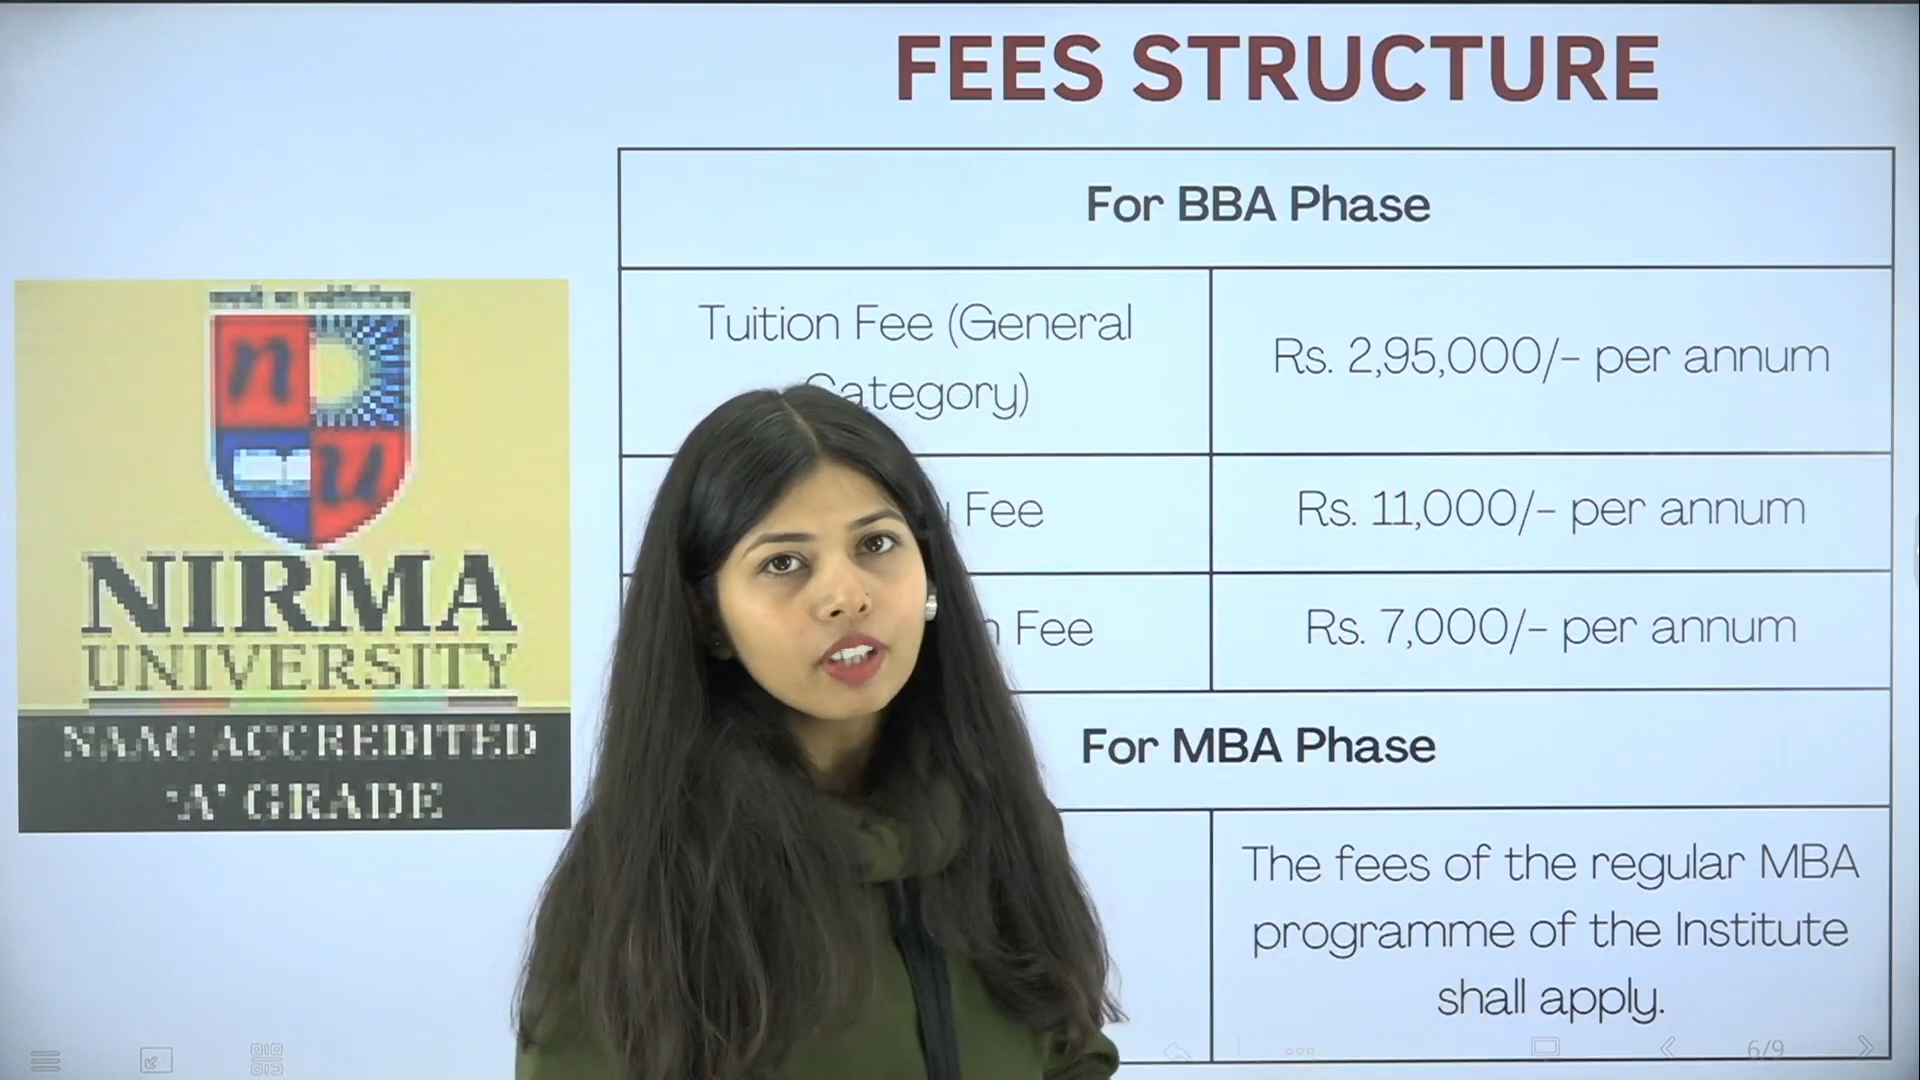 FEES STRUCTURE
For BBA Phase
Tuition Fee (General
Category)
Rs. 2,95,000/- per annum
Fee
Rs. 11,000/- per annum
Fee
Rs. 7,000/- per annum
For MBA Phase
The fees of the regular MBA
programme of the Institute
shall apply.
n
u
NIRMA
UNIVERSITY
NAAC ACCREDITED
'A' GRADE
6/9